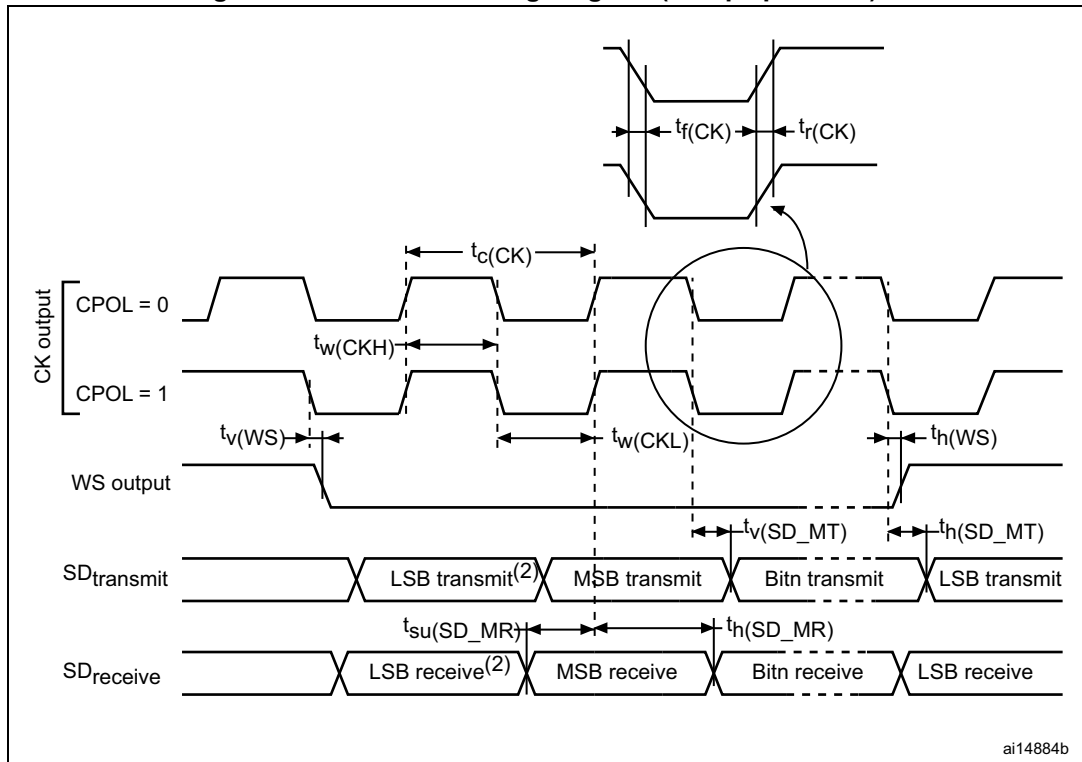 tf(CK)
tr(CK)
tc(CK)
CK output
CPOL = 0
tw(CKH)
CPOL = 1
tv(WS)
tw(CKL)
th(WS)
WS output
tv(SD_MT)
th(SD_MT)
SDtransmit
LSB transmit(2)
MSB transmit
Bitn transmit
LSB transmit
tsu(SD_MR)
th(SD_MR)
SDreceive
LSB receive(2)
MSB receive
Bitn receive
LSB receive
ai14884b